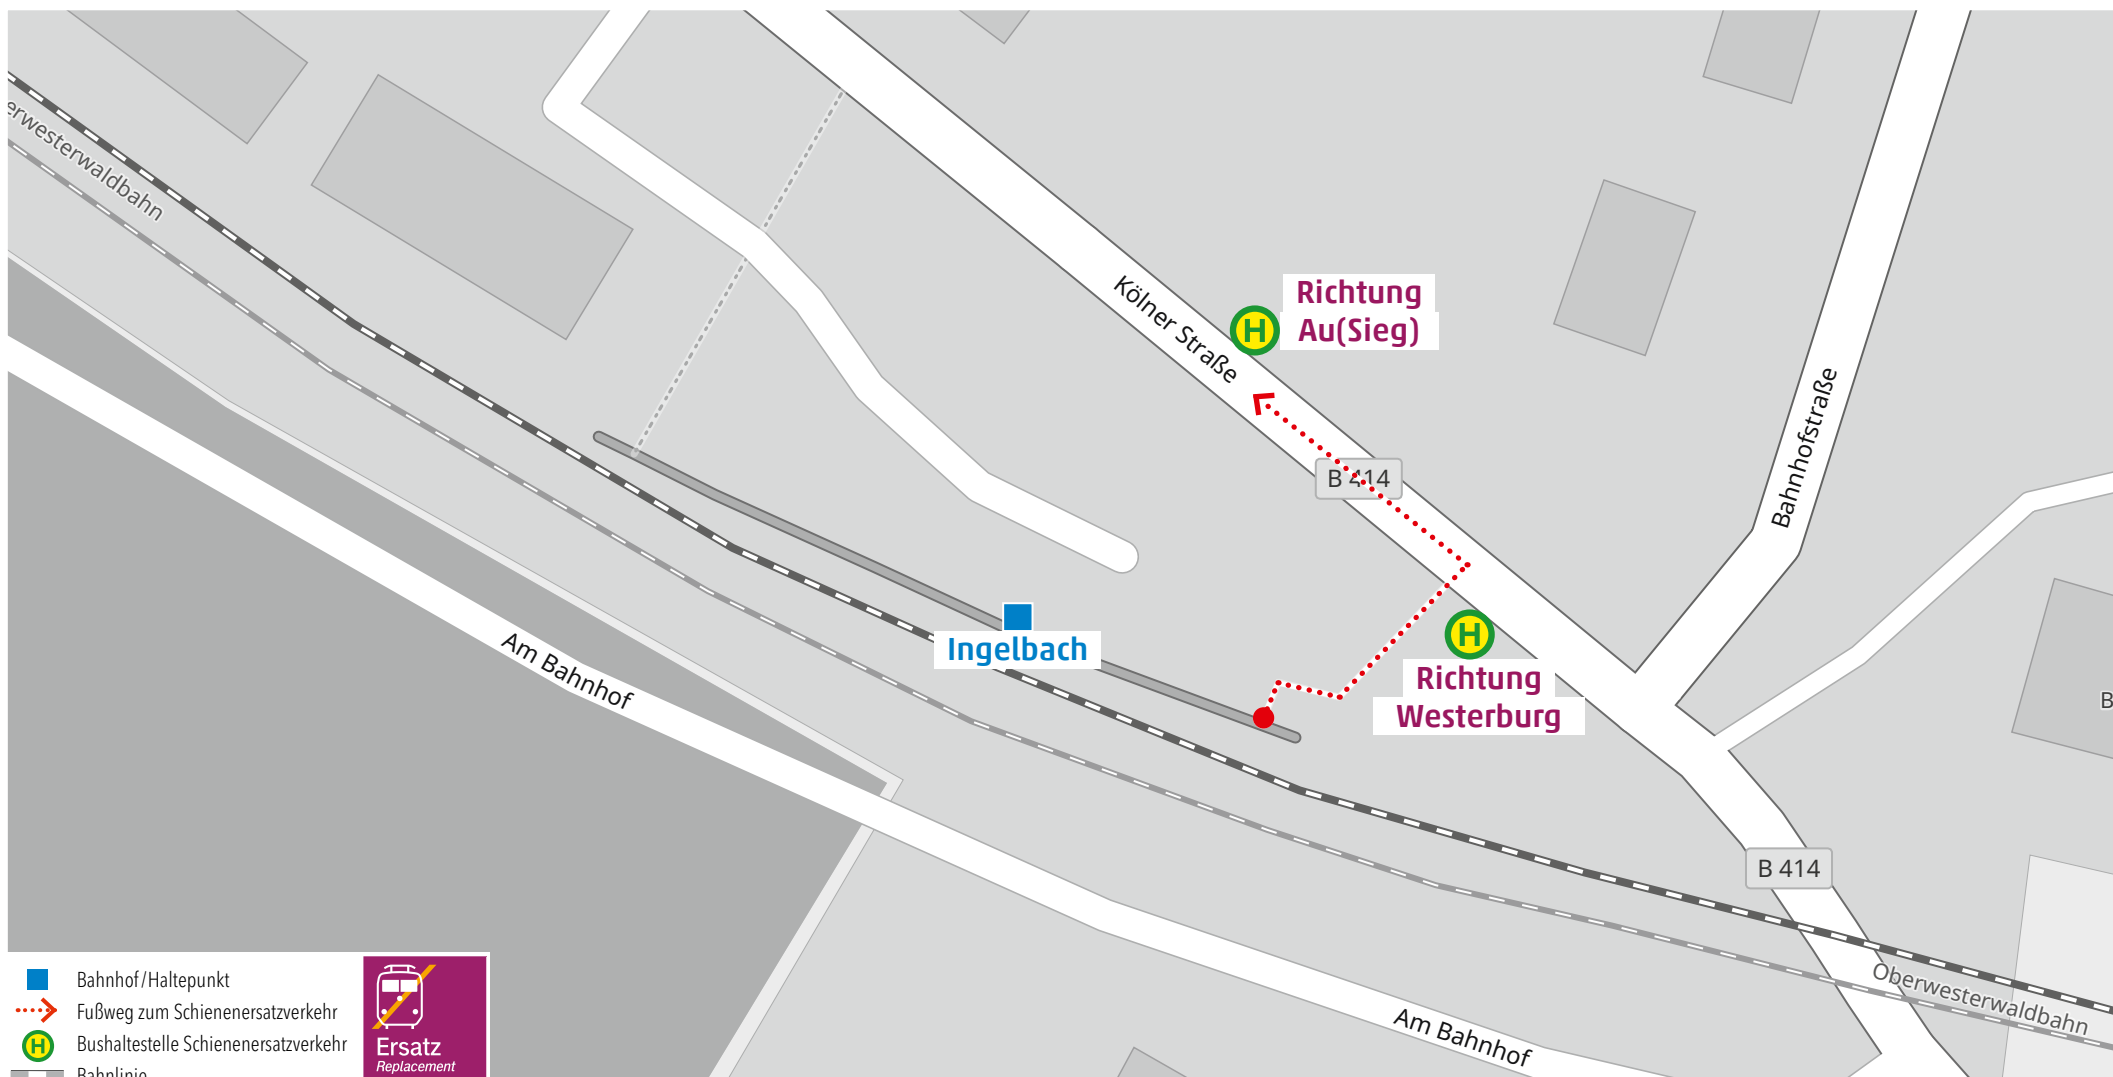 erwesterwaldbahn
Kölner Straße
Richtung
Au(Sieg)
H
B 414
Bahnhofstraße
Ingelbach
H
Richtung
Westerburg
Am Bahnhof
B
B 414
Oberwesterwaldbahn
Am Bahnhof
Bahnhof/Haltepunkt
Fußweg zum Schienenersatzverkehr
H
Bushaltestelle Schienenersatzverkehr
Bahnlinie
Ersatz
Replacement